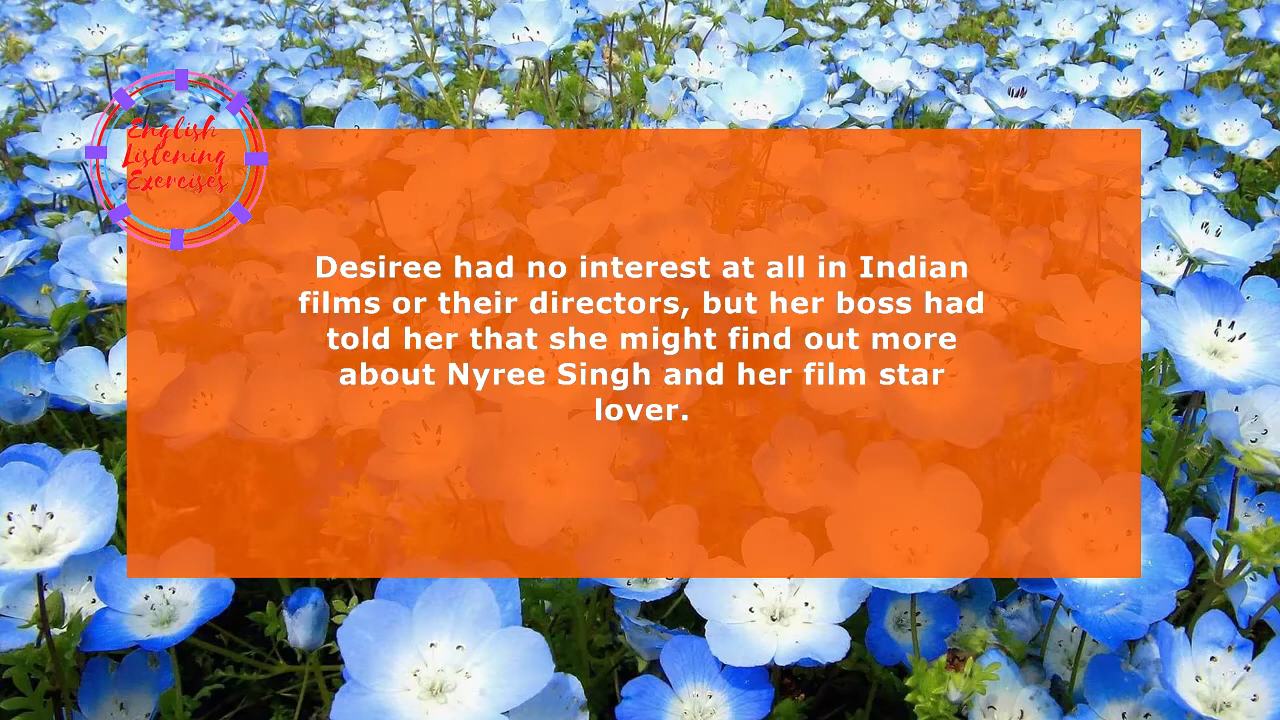 English
Listening
Exercises
Desiree had no interest at all in Indian
films or their directors, but her boss had
told her that she might find out more
about Nyree Singh and her film star
lover.